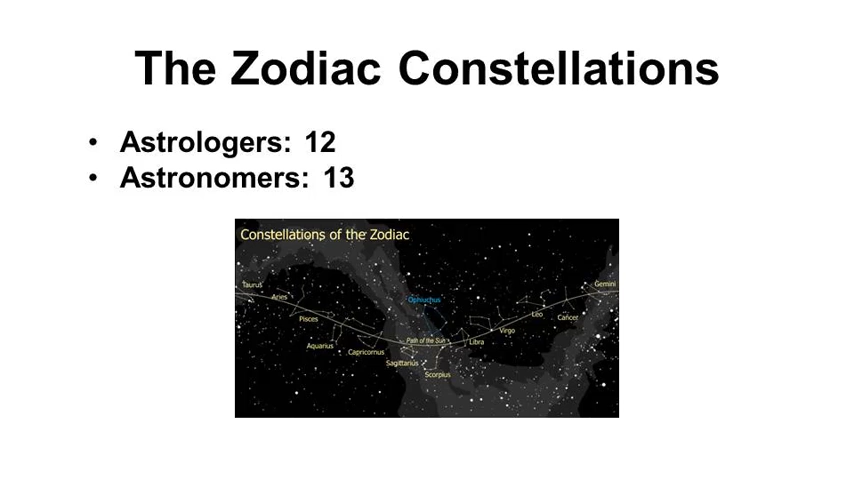 The Zodiac Constellations
• Astrologers: 12
• Astronomers: 13
Constellations of the Zodiac
Taurus
Aries
Pisces
Aquarius
Capricornus
Sagittarius
Scorpius
Path of the Sun
Ophiuchus
Libra
Virgo
Leo
Cancer
Gemini